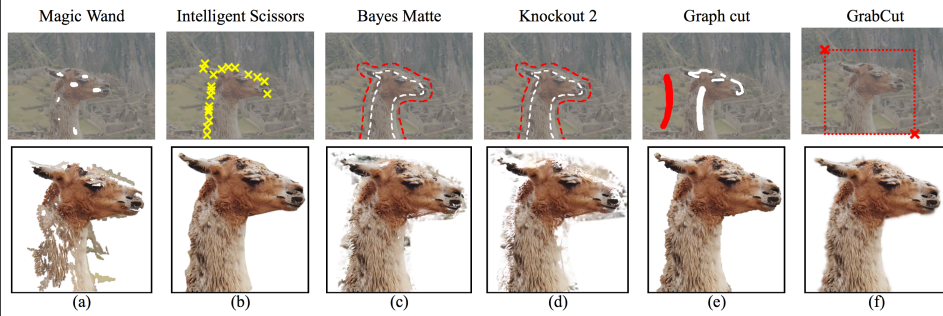 Magic Wand Intelligent Scissors Bayes Matte Knockout 2 Graph cut GrabCut
(a) (b) (c) (d) (e) (f)